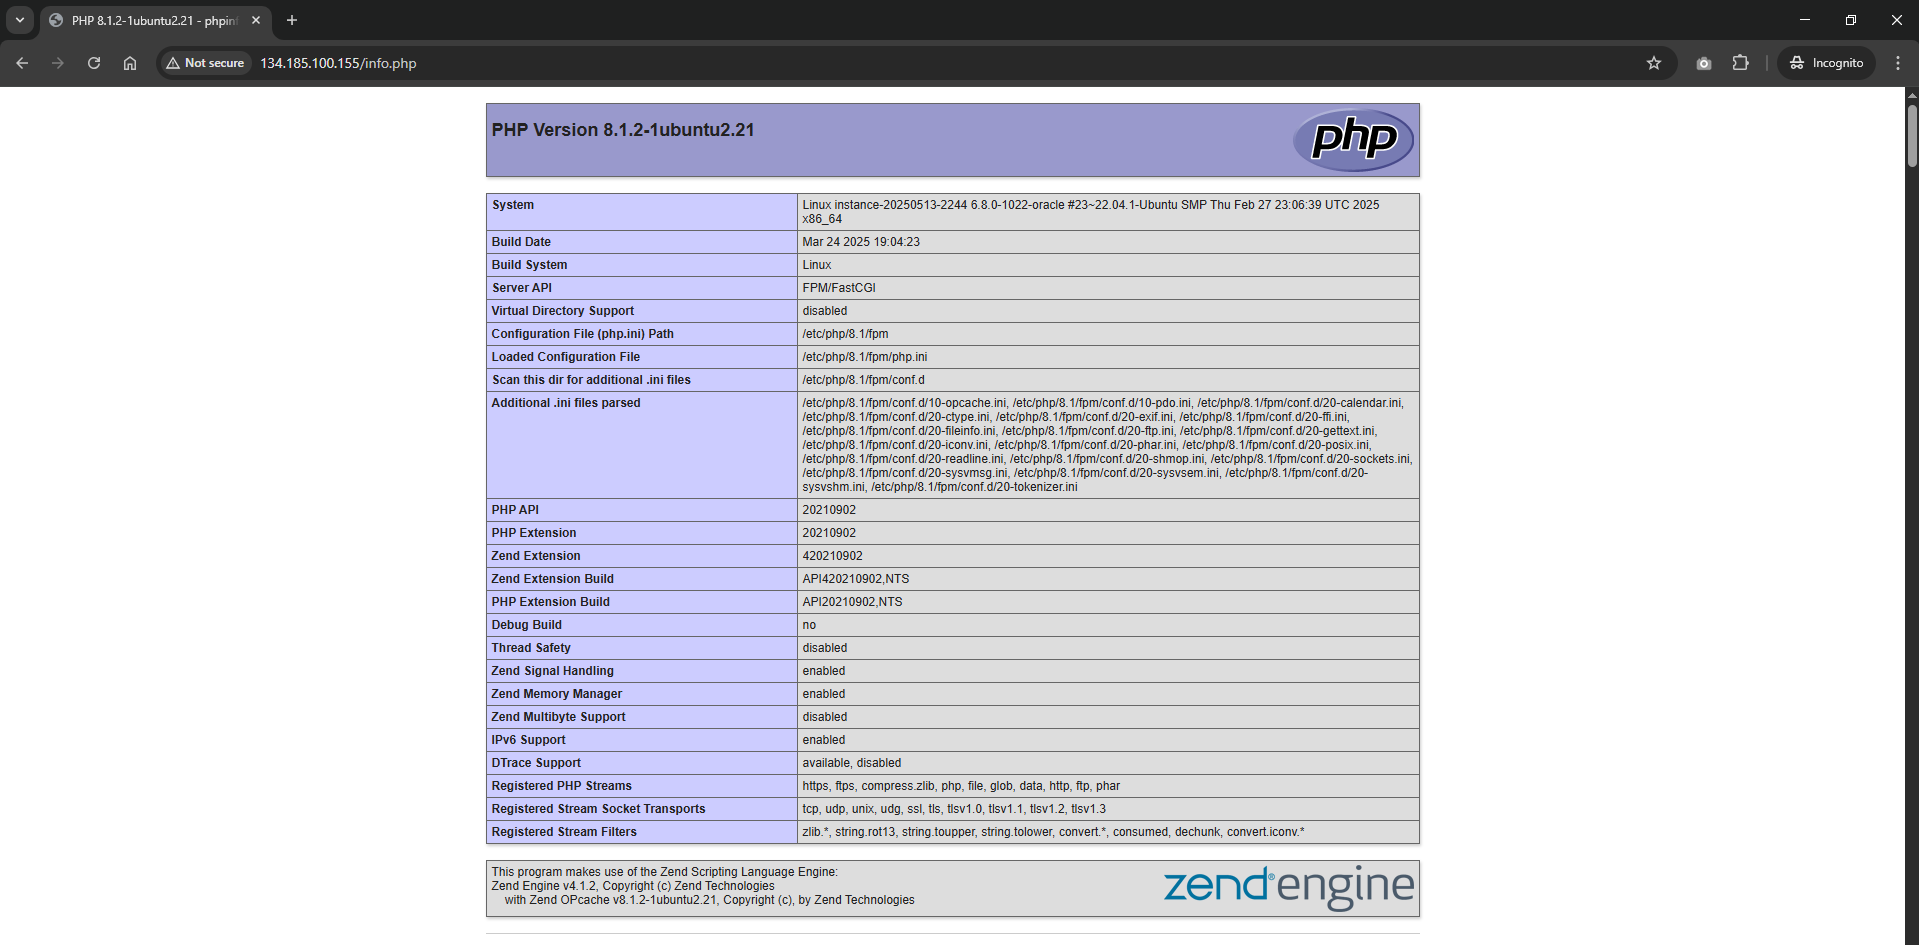 PHP 8.1.2-1ubuntu2.21 - phpinf
Not secure
134.185.100.155/info.php
Incognito
PHP Version 8.1.2-1ubuntu2.21
php
System
Linux instance-20250513-2244 6.8.0-1022-oracle #23~22.04.1-Ubuntu SMP Thu Feb 27 23:06:39 UTC 2025
x86_64
Build Date
Mar 24 2025 19:04:23
Build System
Linux
Server API
FPM/FastCGI
Virtual Directory Support
disabled
Configuration File (php.ini) Path
/etc/php/8.1/fpm
Loaded Configuration File
/etc/php/8.1/fpm/php.ini
Scan this dir for additional .ini files
/etc/php/8.1/fpm/conf.d
Additional .ini files parsed
/etc/php/8.1/fpm/conf.d/10-opcache.ini, /etc/php/8.1/fpm/conf.d/10-pdo.ini, /etc/php/8.1/fpm/conf.d/20-calendar.ini,
/etc/php/8.1/fpm/conf.d/20-ctype.ini, /etc/php/8.1/fpm/conf.d/20-exif.ini, /etc/php/8.1/fpm/conf.d/20-ffi.ini,
/etc/php/8.1/fpm/conf.d/20-fileinfo.ini, /etc/php/8.1/fpm/conf.d/20-ftp.ini, /etc/php/8.1/fpm/conf.d/20-gettext.ini,
/etc/php/8.1/fpm/conf.d/20-iconv.ini, /etc/php/8.1/fpm/conf.d/20-phar.ini, /etc/php/8.1/fpm/conf.d/20-posix.ini,
/etc/php/8.1/fpm/conf.d/20-readline.ini, /etc/php/8.1/fpm/conf.d/20-shmop.ini, /etc/php/8.1/fpm/conf.d/20-sockets.ini,
/etc/php/8.1/fpm/conf.d/20-sysvmsg.ini, /etc/php/8.1/fpm/conf.d/20-sysvsem.ini, /etc/php/8.1/fpm/conf.d/20-
sysvshm.ini, /etc/php/8.1/fpm/conf.d/20-tokenizer.ini
PHP API
20210902
PHP Extension
20210902
Zend Extension
420210902
Zend Extension Build
API420210902,NTS
PHP Extension Build
API20210902,NTS
Debug Build
no
Thread Safety
disabled
Zend Signal Handling
enabled
Zend Memory Manager
enabled
Zend Multibyte Support
disabled
IPv6 Support
enabled
DTrace Support
available, disabled
Registered PHP Streams
https, ftps, compress.zlib, php, file, glob, data, http, ftp, phar
Registered Stream Socket Transports
tcp, udp, unix, udg, ssl, tls, tlsv1.0, tlsv1.1, tlsv1.2, tlsv1.3
Registered Stream Filters
zlib.*, string.rot13, string.toupper, string.tolower, convert.*, consumed, dechunk, convert.iconv.*
This program makes use of the Zend Scripting Language Engine:
Zend Engine v4.1.2, Copyright (c) Zend Technologies
with Zend OPcache v8.1.2-1ubuntu2.21, Copyright (c), by Zend Technologies
zend®engine